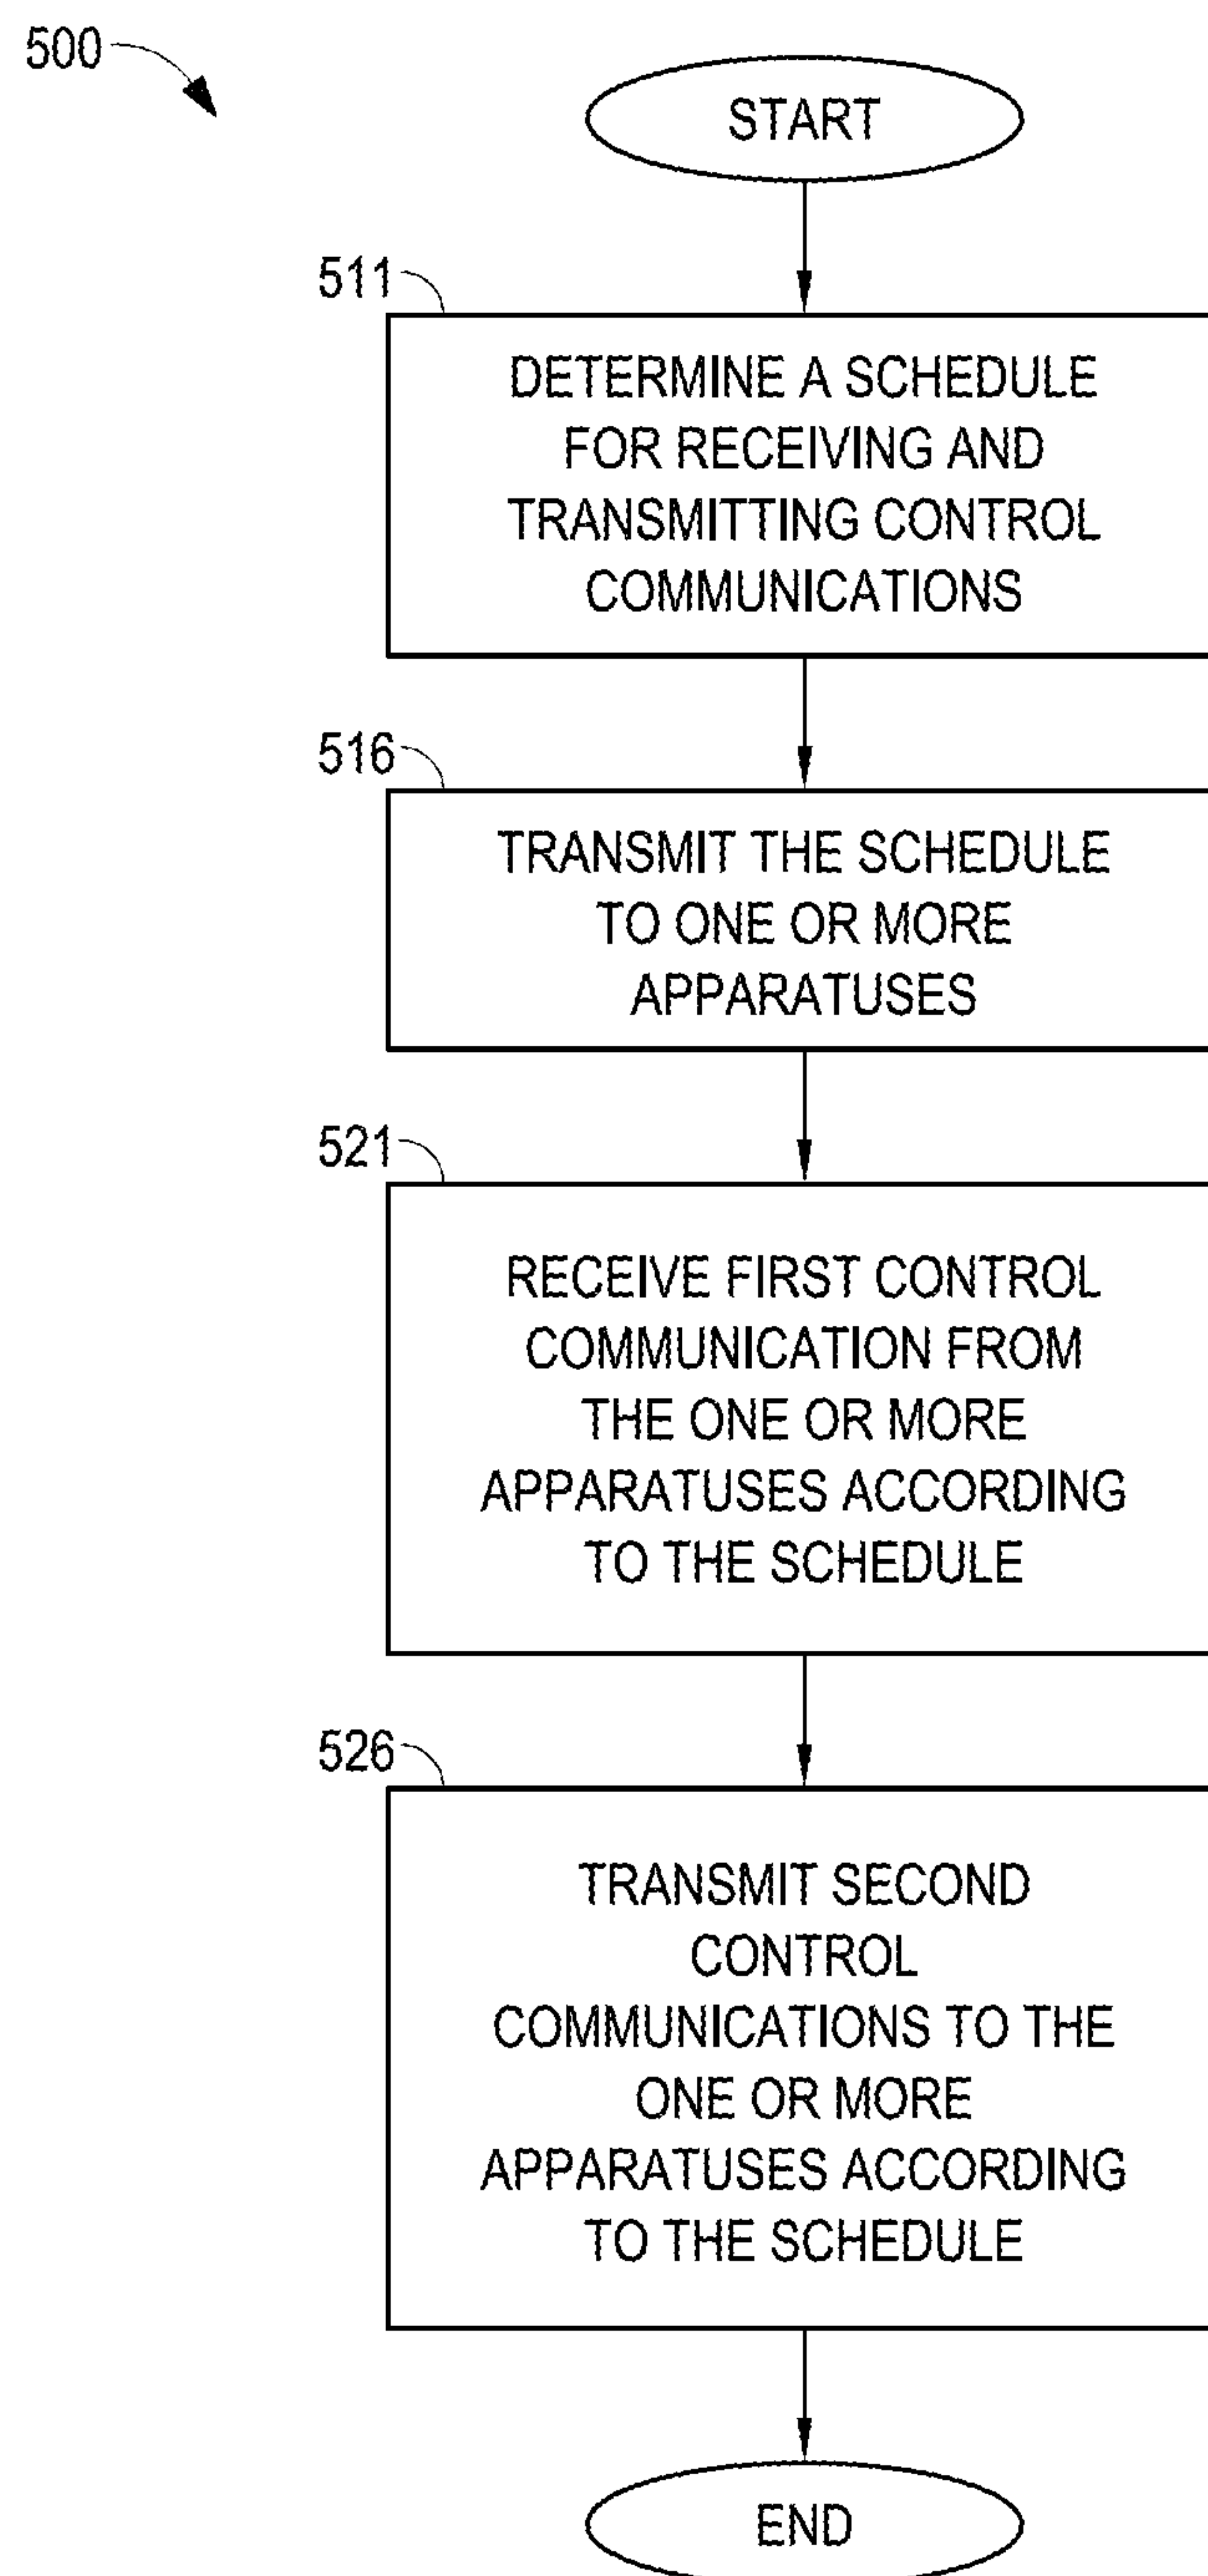 500
START
511
DETERMINE A SCHEDULE
FOR RECEIVING AND
TRANSMITTING CONTROL
COMMUNICATIONS
516
TRANSMIT THE SCHEDULE
TO ONE OR MORE
APPARATUSES
521
RECEIVE FIRST CONTROL
COMMUNICATION FROM
THE ONE OR MORE
APPARATUSES ACCORDING
TO THE SCHEDULE
526
TRANSMIT SECOND
CONTROL
COMMUNICATIONS TO THE
ONE OR MORE
APPARATUSES ACCORDING
TO THE SCHEDULE
END